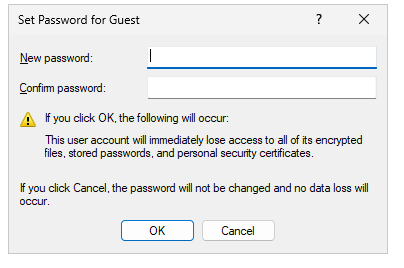 Set Password for Guest
New password:
Confirm password:
If you click OK, the following will occur:
This user account will immediately lose access to all of its encrypted
files, stored passwords, and personal security certificates.
If you click Cancel, the password will not be changed and no data loss will
occur.
OK Cancel